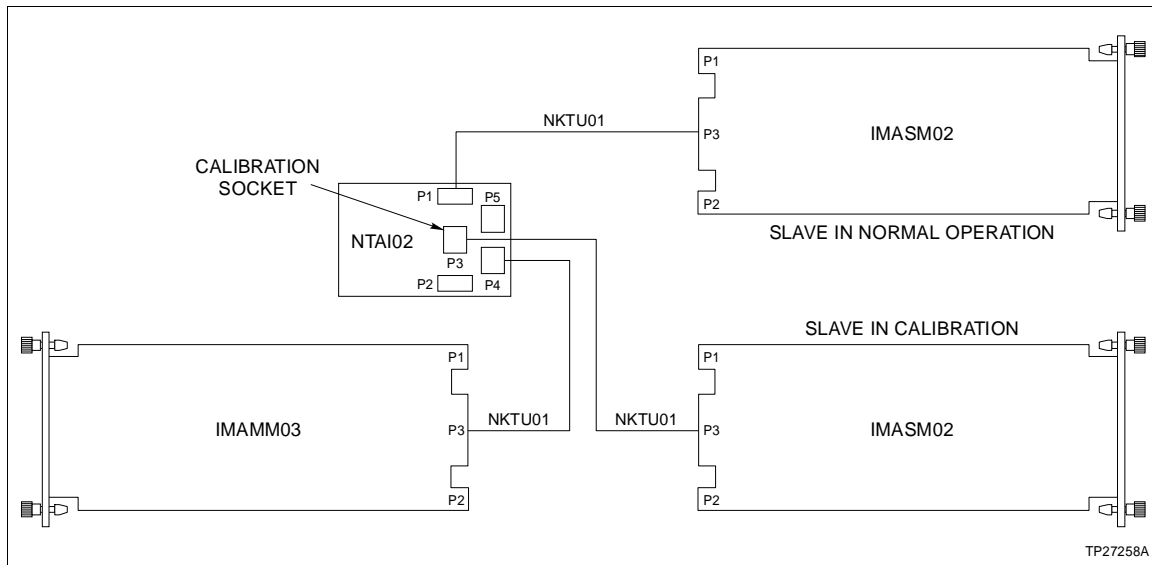 P1
NKTU01
P3
IMASM02
CALIBRATION
SOCKET
P1
P5
P2
SLAVE IN NORMAL OPERATION
NTAI02
P3
P2
P4
SLAVE IN CALIBRATION
P1
P1
IMAMM03
P3
NKTU01
NKTU01
P3
IMASM02
P2
P2
TP27258A